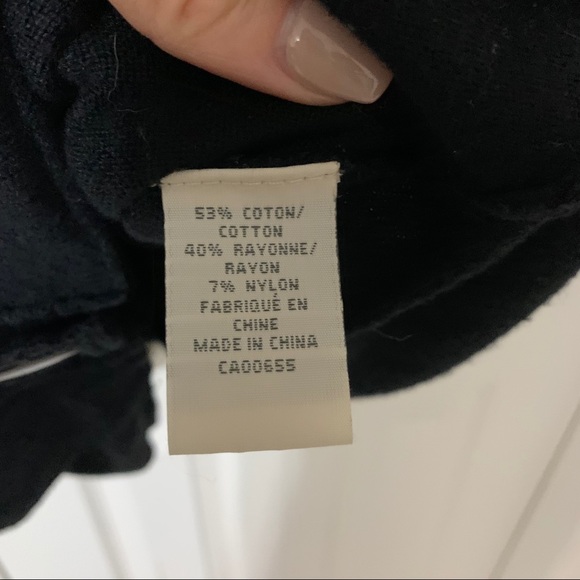 53% COTON/
COTTON
40% RAYONNE/
RAYON
7% NYLON
FABRIQUÉ EN
CHINE
MADE IN CHINA
CA00655